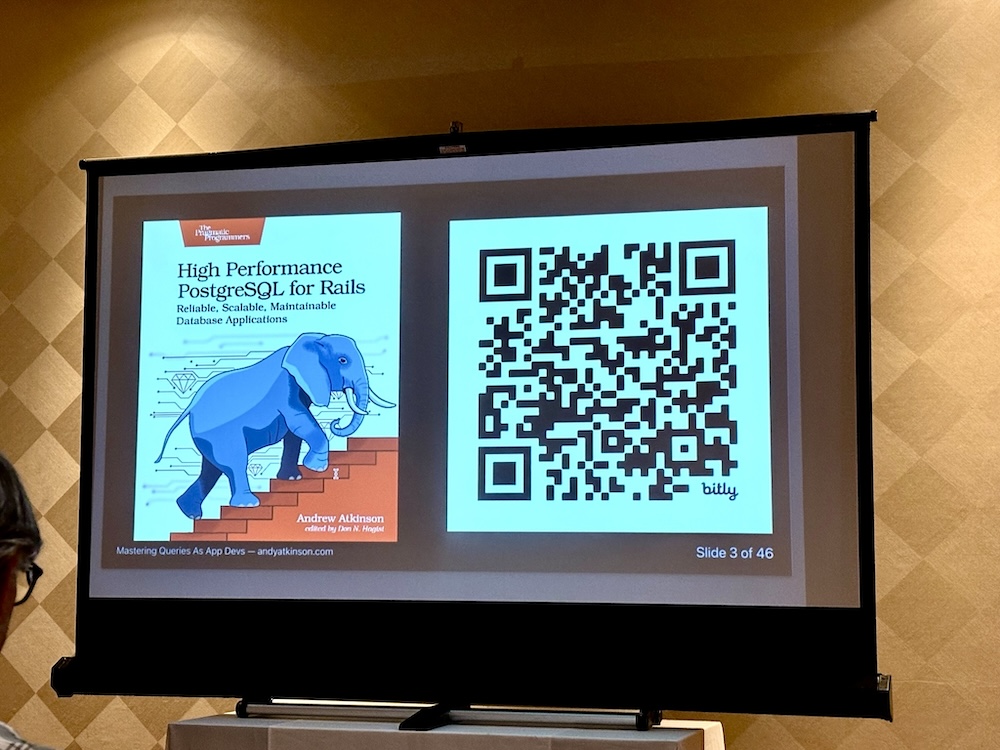 The
Pragmatic
Programmers
High Performance
PostgreSQL for Rails
Reliable, Scalable, Maintainable
Database Applications
Andrew Atkinson
edited by Don N. Hagist
bitly
Mastering Queries As App Devs — andyatkinson.com
Slide 3 of 46